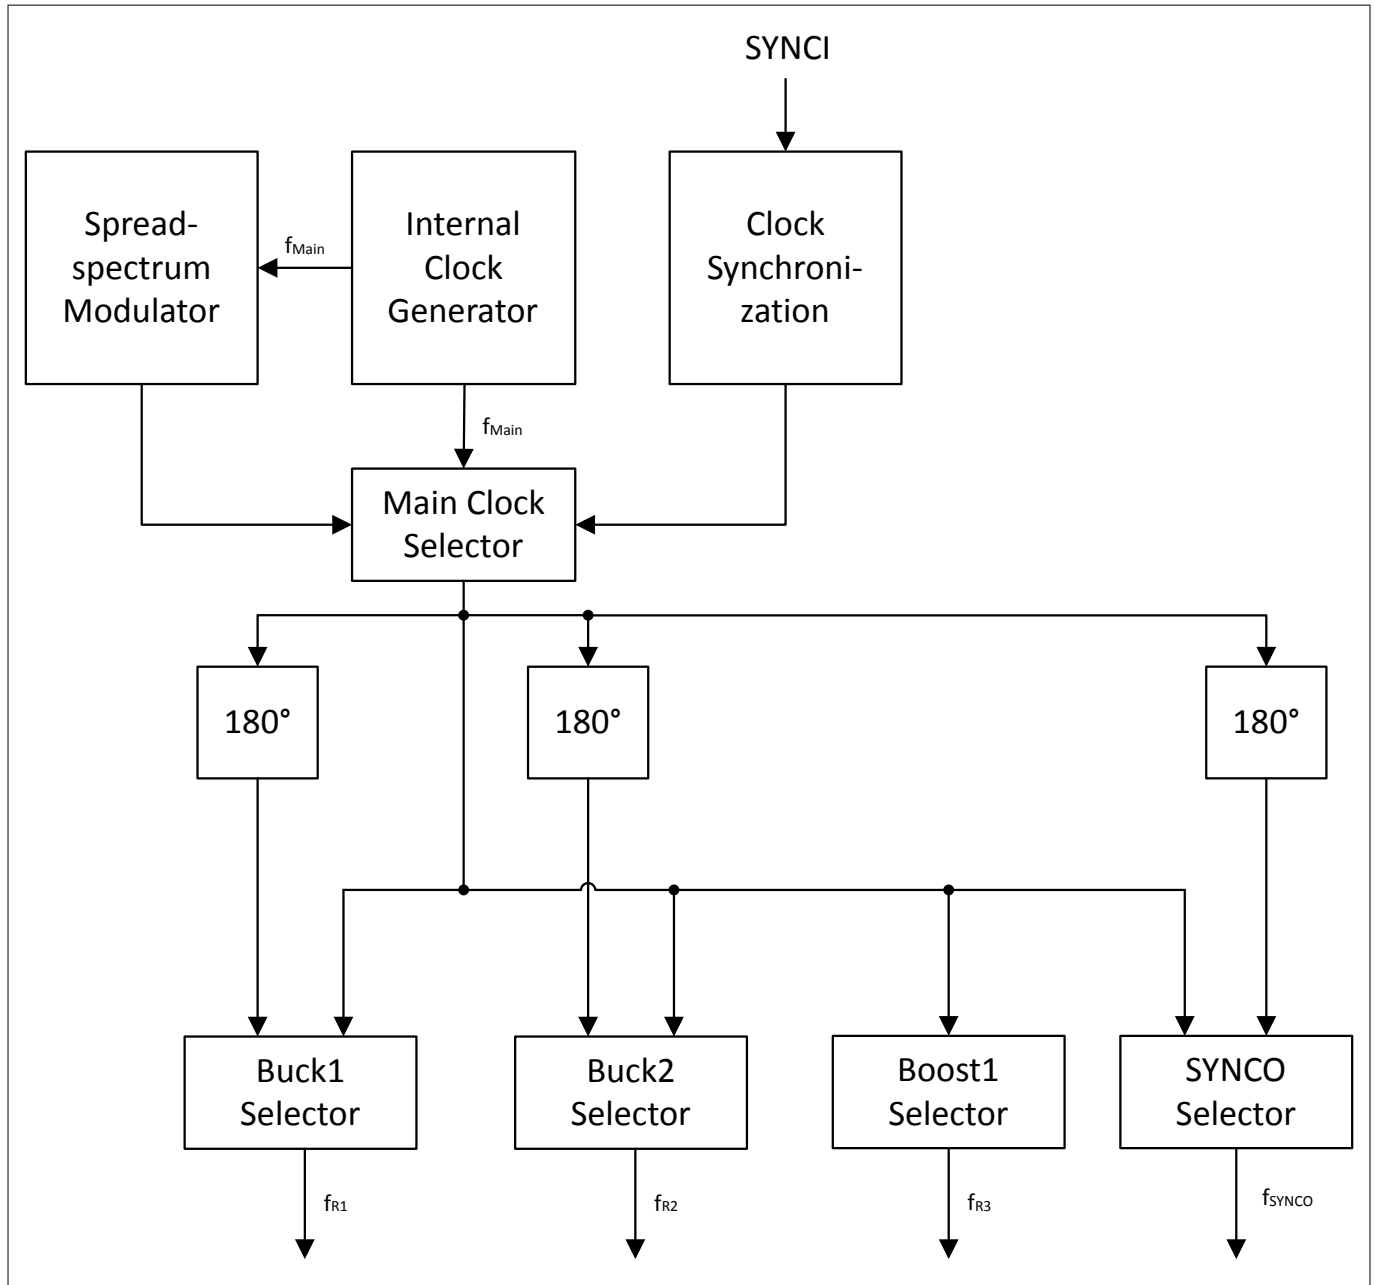 SYNCI
Spread-
spectrum
Modulator
fMain
Internal
Clock
Generator
Clock
Synchroni-
zation
fMain
Main Clock
Selector
180°
180°
180°
Buck1
Selector
Buck2
Selector
Boost1
Selector
SYNCO
Selector
fR1
fR2
fR3
fSYNCO